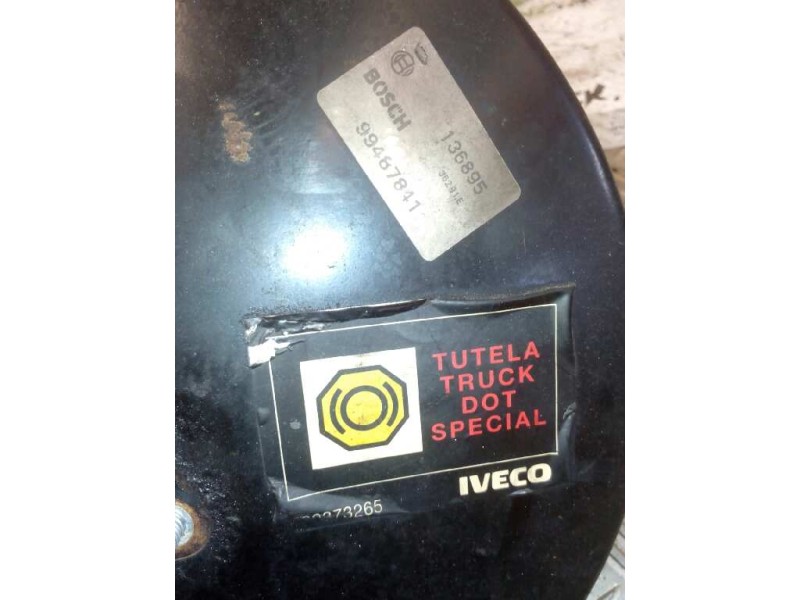 BOSCH
136895
99467841
TUTELA
TRUCK
DOT
SPECIAL
IVECO